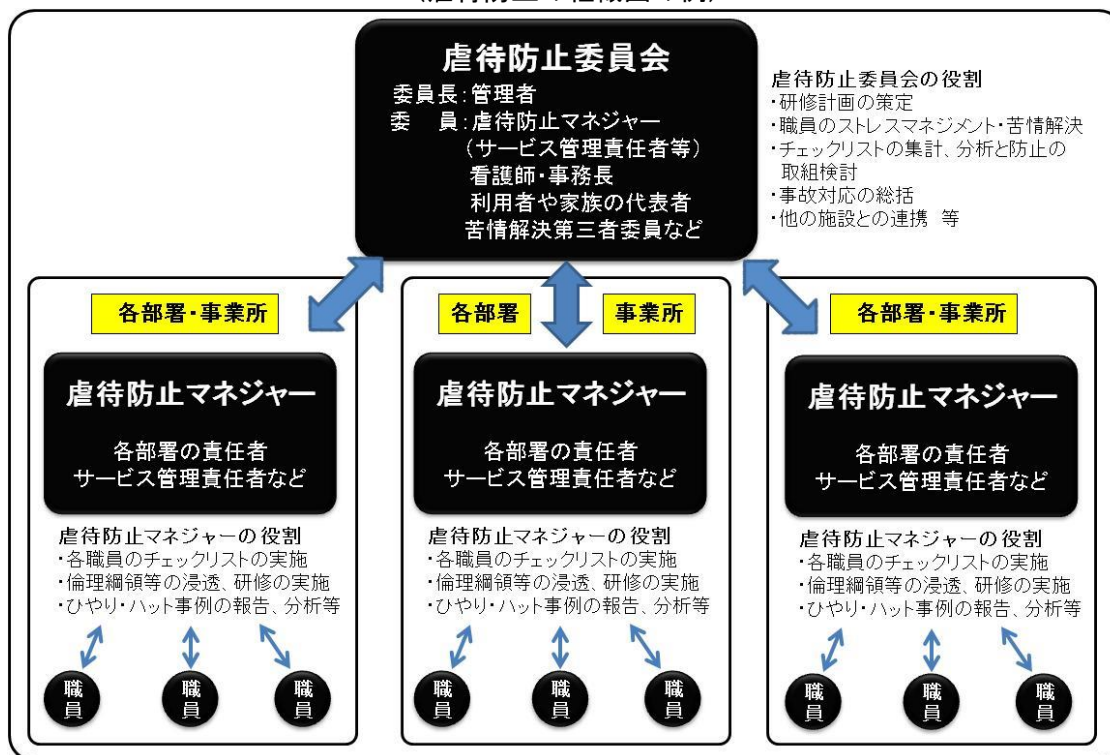 虐待防止委員会
委員長:管理者
委　員:虐待防止マネジャー
(サービス管理責任者等)
看護師・事務長
利用者や家族の代表者
苦情解決第三者委員など
虐待防止委員会の役割
・研修計画の策定
・職員のストレスマネジメント・苦情解決
・チェックリストの集計、分析と防止の
取組検討
・事故対応の総括
・他の施設との連携 等
各部署・事業所
虐待防止マネジャー
各部署の責任者
サービス管理責任者など
虐待防止マネジャーの役割
・各職員のチェックリストの実施
・倫理綱領等の浸透、研修の実施
・ひやり・ハット事例の報告、分析等
職員
職員
職員
各部署
事業所
虐待防止マネジャー
各部署の責任者
サービス管理責任者など
虐待防止マネジャーの役割
・各職員のチェックリストの実施
・倫理綱領等の浸透、研修の実施
・ひやり・ハット事例の報告、分析等
職員
職員
職員
各部署・事業所
虐待防止マネジャー
各部署の責任者
サービス管理責任者など
虐待防止マネジャーの役割
・各職員のチェックリストの実施
・倫理綱領等の浸透、研修の実施
・ひやり・ハット事例の報告、分析等
職員
職員
職員